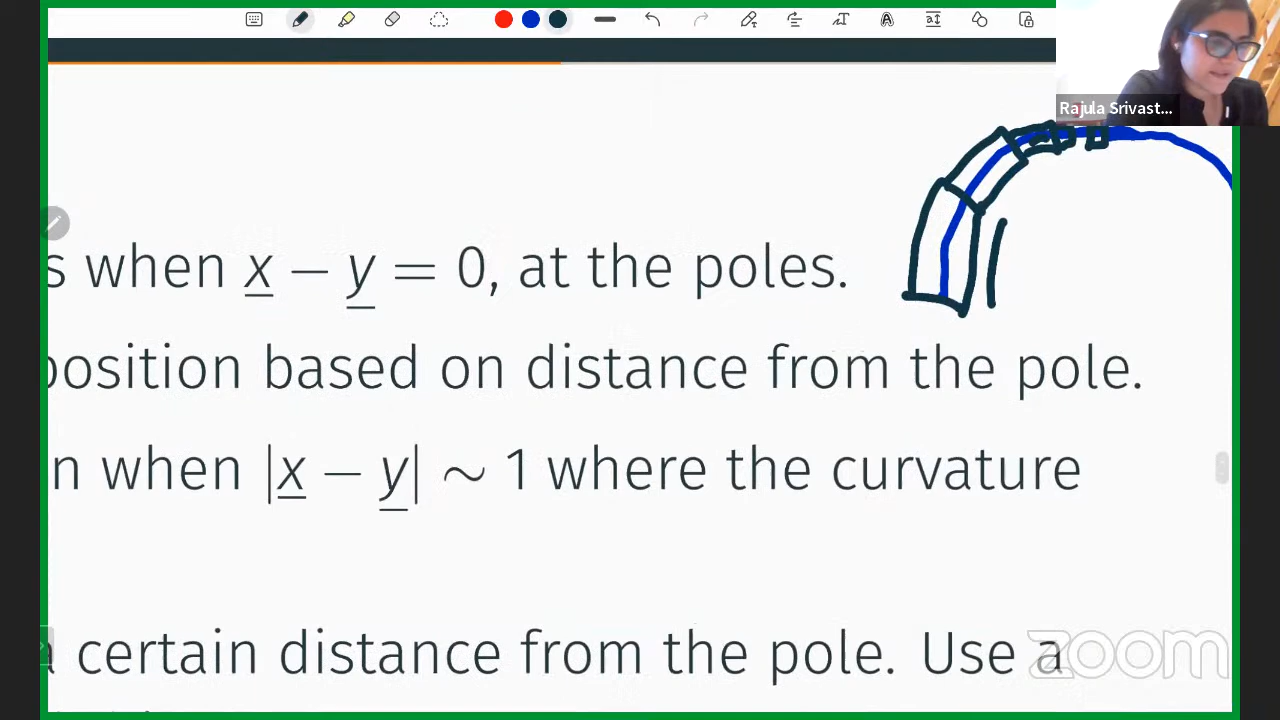 Rajula Srivast...
s when x − y = 0, at the poles.
position based on distance from the pole.
n when |x − y| ∼ 1 where the curvature
a certain distance from the pole. Use a
zoom